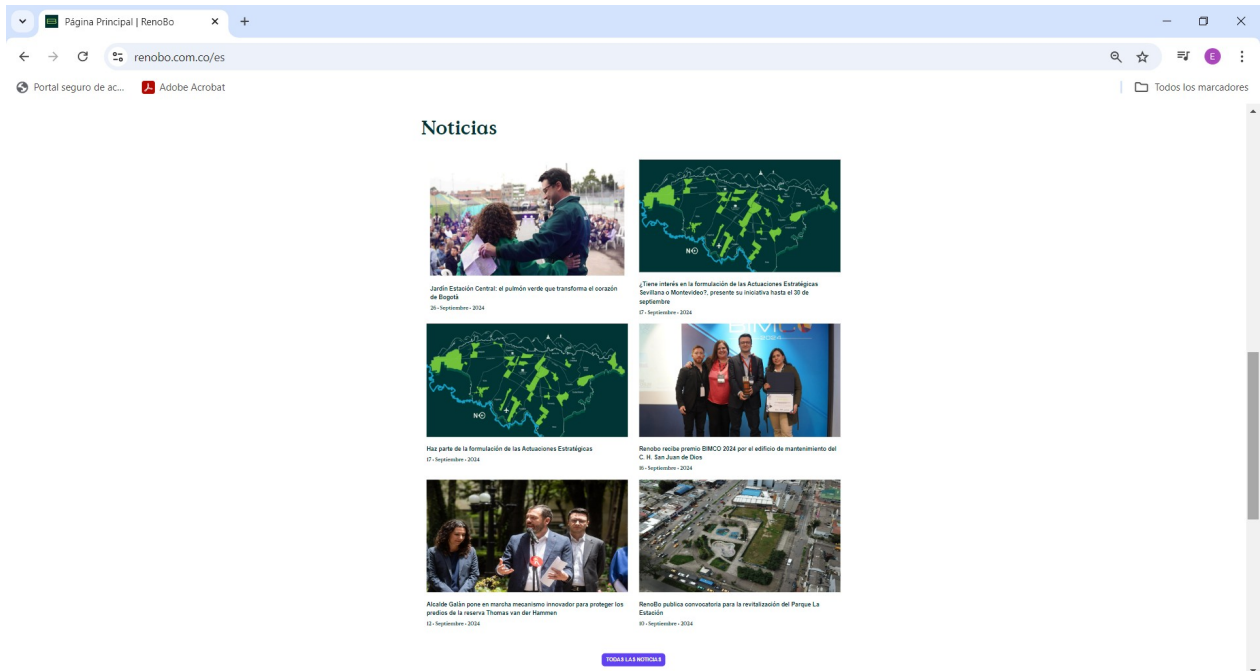 Página Principal | RenoBo
renobo.com.co/es
E
Portal seguro de ac...
Adobe Acrobat
Todos los marcadores
Noticias
Jardín Estación Central: el pulmón verde que transforma el corazón
de Bogotá
26 - Septiembre - 2024
¿Tiene interés en la formulación de las Actuaciones Estratégicas
Sevillana o Montevideo?, presente su iniciativa hasta el 30 de
septiembre
17 - Septiembre - 2024
Haz parte de la formulación de las Actuaciones Estratégicas
17 - Septiembre - 2024
Renobo recibe premio BIMCO 2024 por el edificio de mantenimiento del
C. H. San Juan de Dios
16 - Septiembre - 2024
Alcalde Galán pone en marcha mecanismo innovador para proteger los
predios de la reserva Thomas van der Hammen
12 - Septiembre - 2024
RenoBo publica convocatoria para la revitalización del Parque La
Estación
10 - Septiembre - 2024
TODAS LAS NOTICIAS